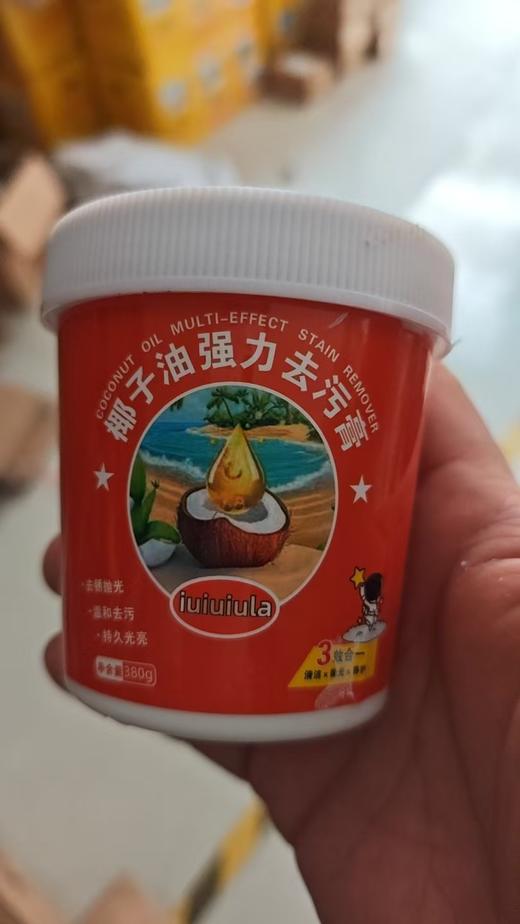 COCONUT OIL MULTI-EFFECT STAIN REMOVER
椰子油强力去污膏
iuiuiula
·去锈抛光
·温和去污
·持久光亮
净含量380g
3效合一